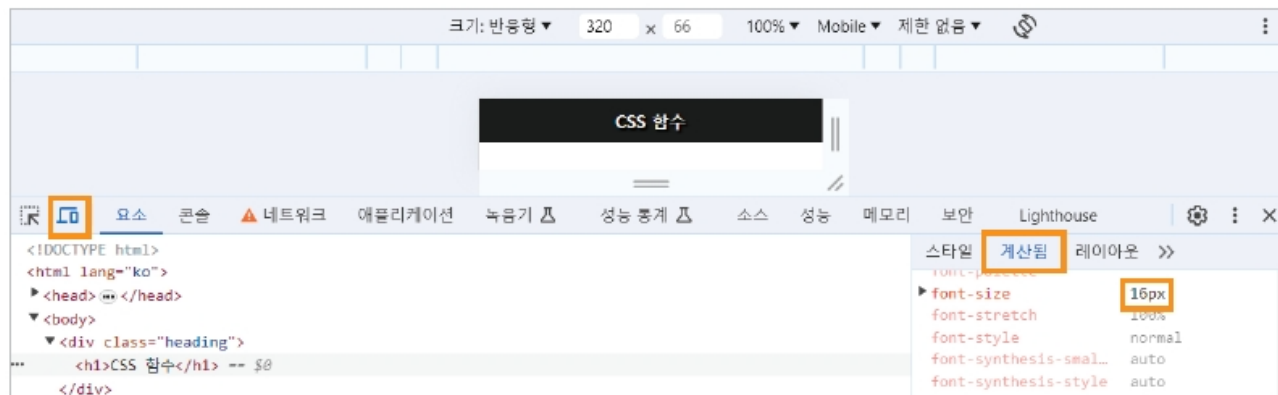 크기: 반응형 ▼ 320 × 66 100% ▼ Mobile ▼ 제한 없음 ▼
CSS 함수
요소 콘솔 네트워크 애플리케이션 녹음기 성능 통계 소스 성능 메모리 보안 Lighthouse
<!DOCTYPE html>
<html lang="ko">
▶<head> ⋯ </head>
▼<body>
▼<div class="heading">
⋯ <h1>CSS 함수</h1> == $0
</div>
스타일 계산됨 레이아웃 »
font-palette
▶font-size 16px
font-stretch 100%
font-style normal
font-synthesis-smal… auto
font-synthesis-style auto